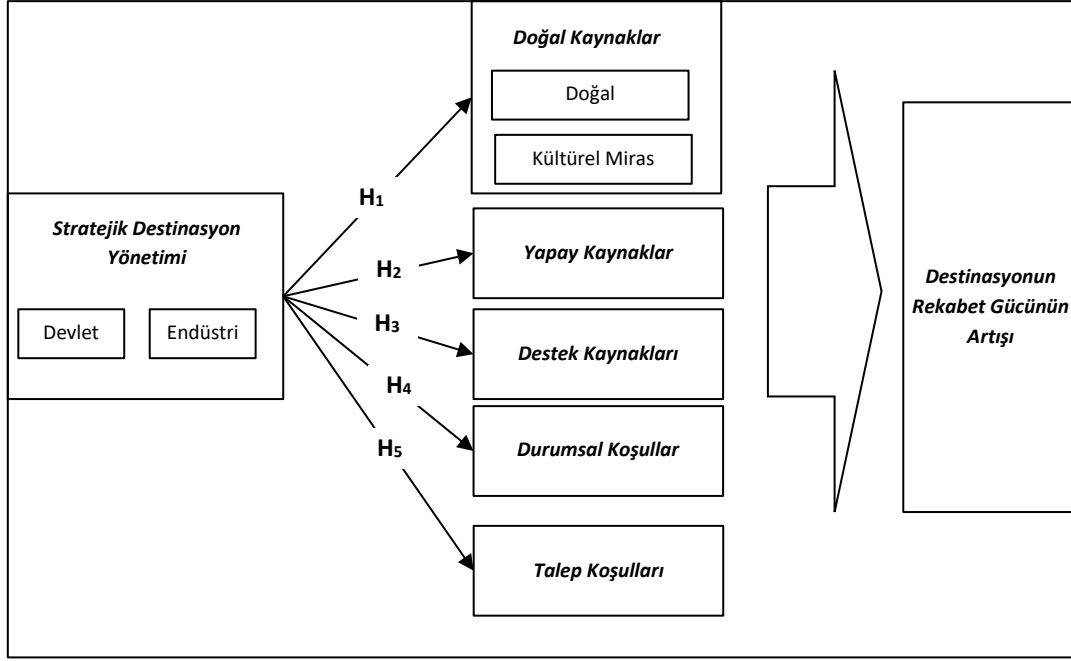 Stratejik Destinasyon
Yönetimi
Devlet
Endüstri
H1
H2
H3
H4
H5
Doğal Kaynaklar
Doğal
Kültürel Miras
Yapay Kaynaklar
Destek Kaynakları
Durumsal Koşullar
Talep Koşulları
Destinasyonun
Rekabet Gücünün
Artışı